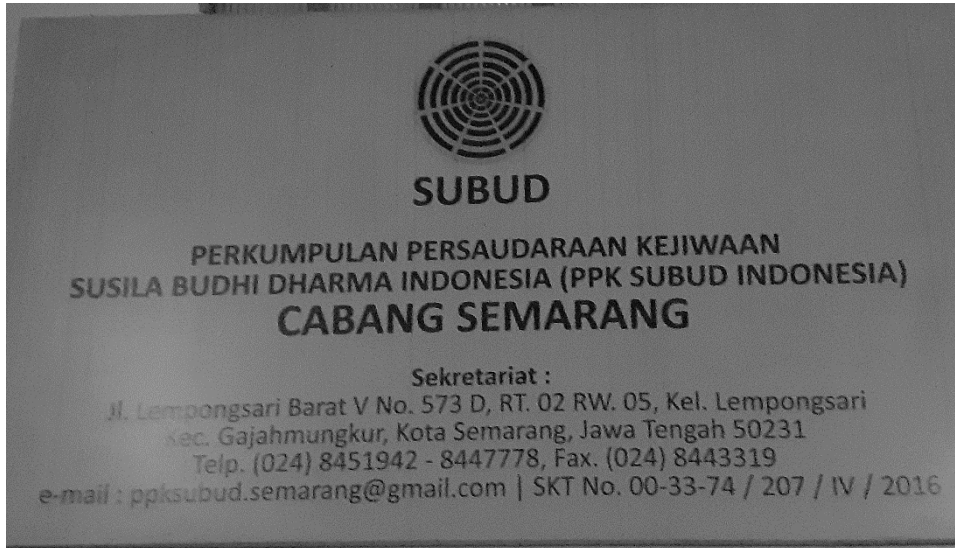 SUBUD
PERKUMPULAN PERSAUDARAAN KEJIWAAN
SUSILA BUDHI DHARMA INDONESIA (PPK SUBUD INDONESIA)
CABANG SEMARANG
Sekretariat :
Jl. Lempongsari Barat V No. 573 D, RT. 02 RW. 05, Kel. Lempongsari
Kec. Gajahmungkur, Kota Semarang, Jawa Tengah 50231
Telp. (024) 8451942 - 8447778, Fax. (024) 8443319
e-mail : ppksubud.semarang@gmail.com | SKT No. 00-33-74 / 207 / IV / 2016